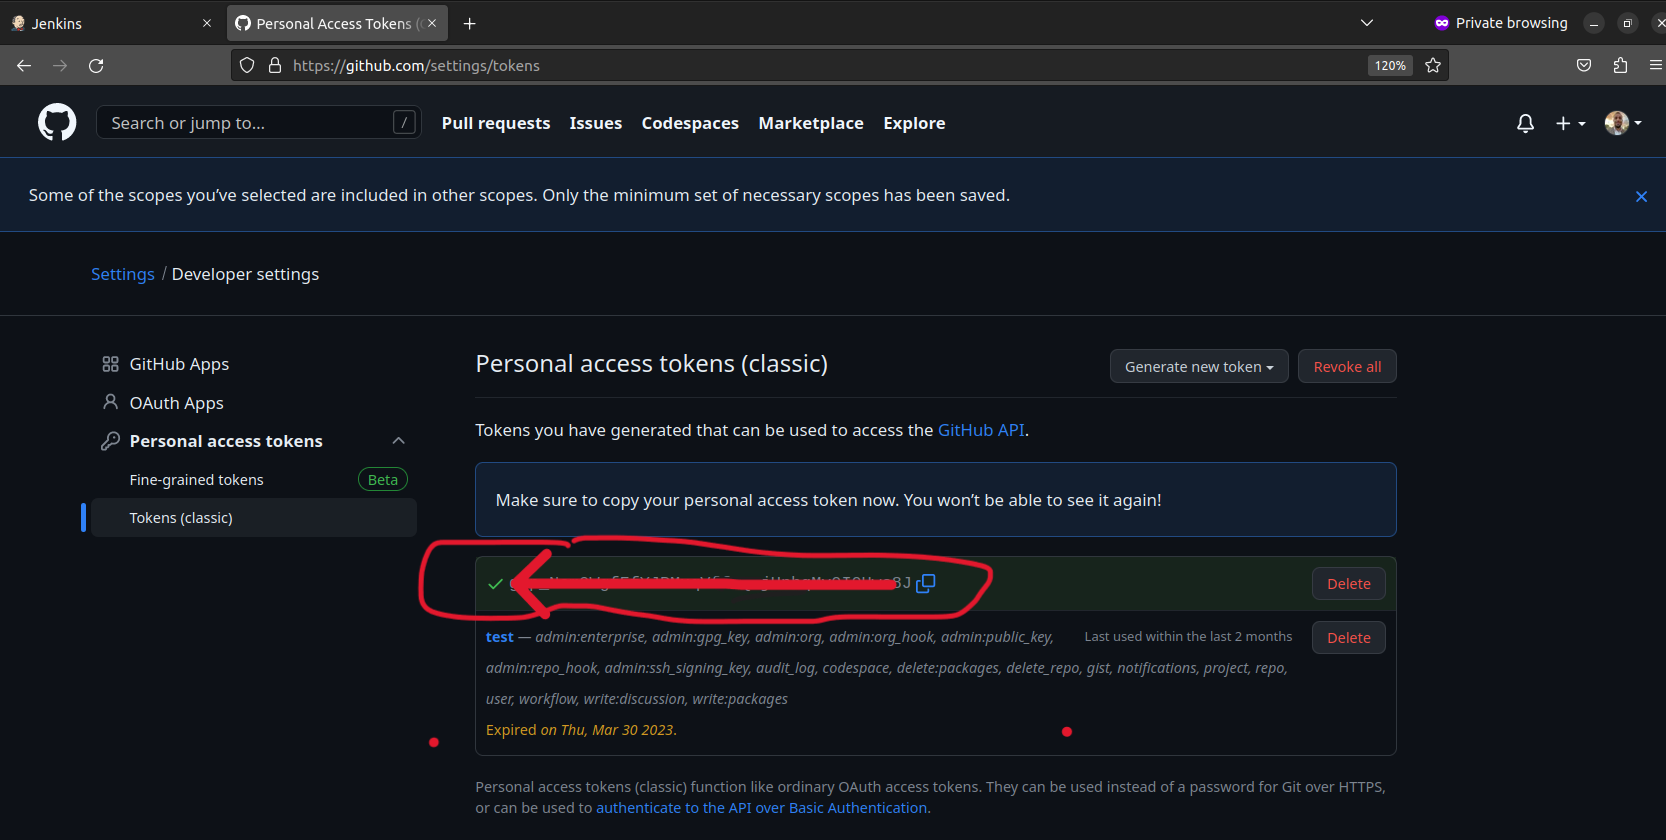 Jenkins
Personal Access Tokens (
Private browsing
https://github.com/settings/tokens
120%
Search or jump to...
/
Pull requests
Issues
Codespaces
Marketplace
Explore
Some of the scopes you’ve selected are included in other scopes. Only the minimum set of necessary scopes has been saved.
Settings / Developer settings
GitHub Apps
OAuth Apps
Personal access tokens
Fine-grained tokens
Beta
Tokens (classic)
Personal access tokens (classic)
Generate new token
Revoke all
Tokens you have generated that can be used to access the GitHub API.
Make sure to copy your personal access token now. You won’t be able to see it again!
Delete
test — admin:enterprise, admin:gpg_key, admin:org, admin:org_hook, admin:public_key,
Last used within the last 2 months
Delete
admin:repo_hook, admin:ssh_signing_key, audit_log, codespace, delete:packages, delete_repo, gist, notifications, project, repo,
user, workflow, write:discussion, write:packages
Expired on Thu, Mar 30 2023.
Personal access tokens (classic) function like ordinary OAuth access tokens. They can be used instead of a password for Git over HTTPS,
or can be used to authenticate to the API over Basic Authentication.